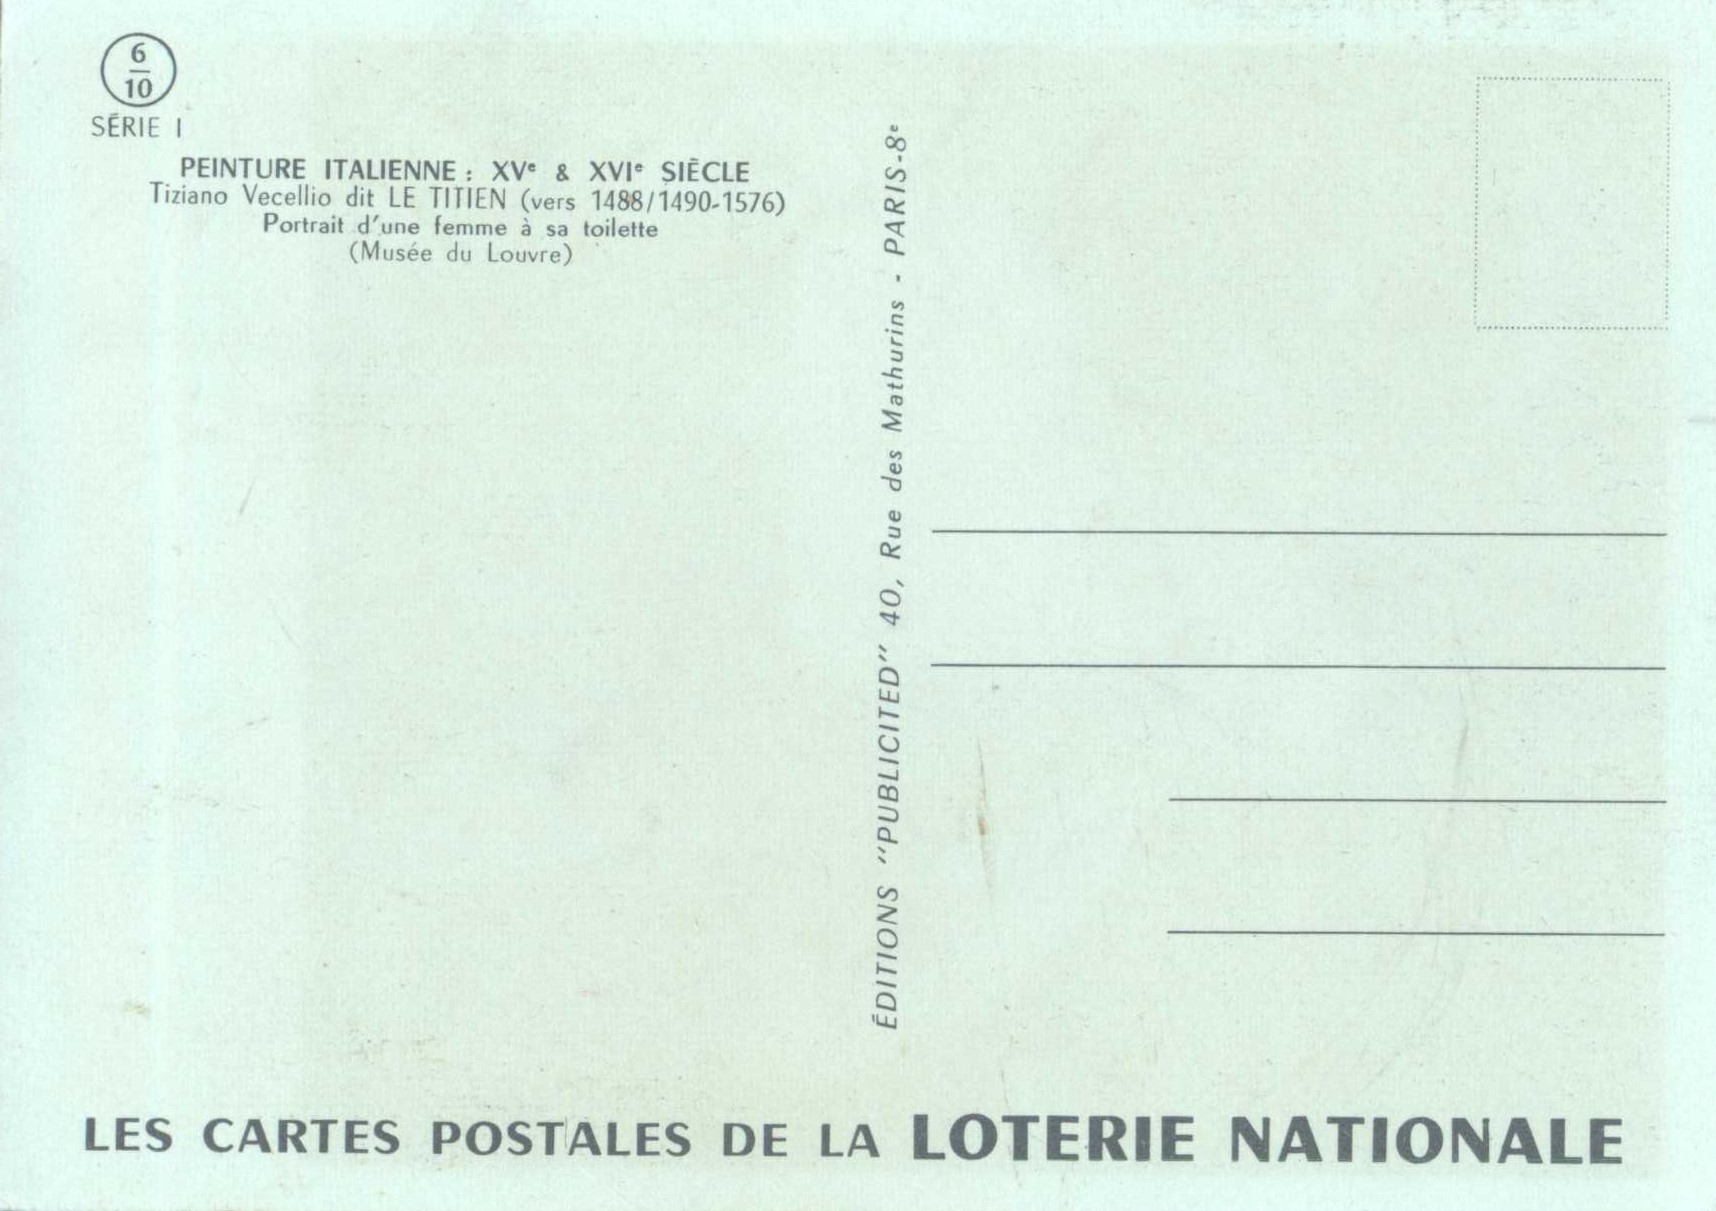 6
10
SÉRIE I
PEINTURE ITALIENNE : XVe & XVIe SIÈCLE
Tiziano Vecellio dit LE TITIEN (vers 1488/1490-1576)
Portrait d'une femme à sa toilette
(Musée du Louvre)
ÉDITIONS "PUBLICITED" 40, Rue des Mathurins - PARIS-8e
LES CARTES POSTALES DE LA LOTERIE NATIONALE